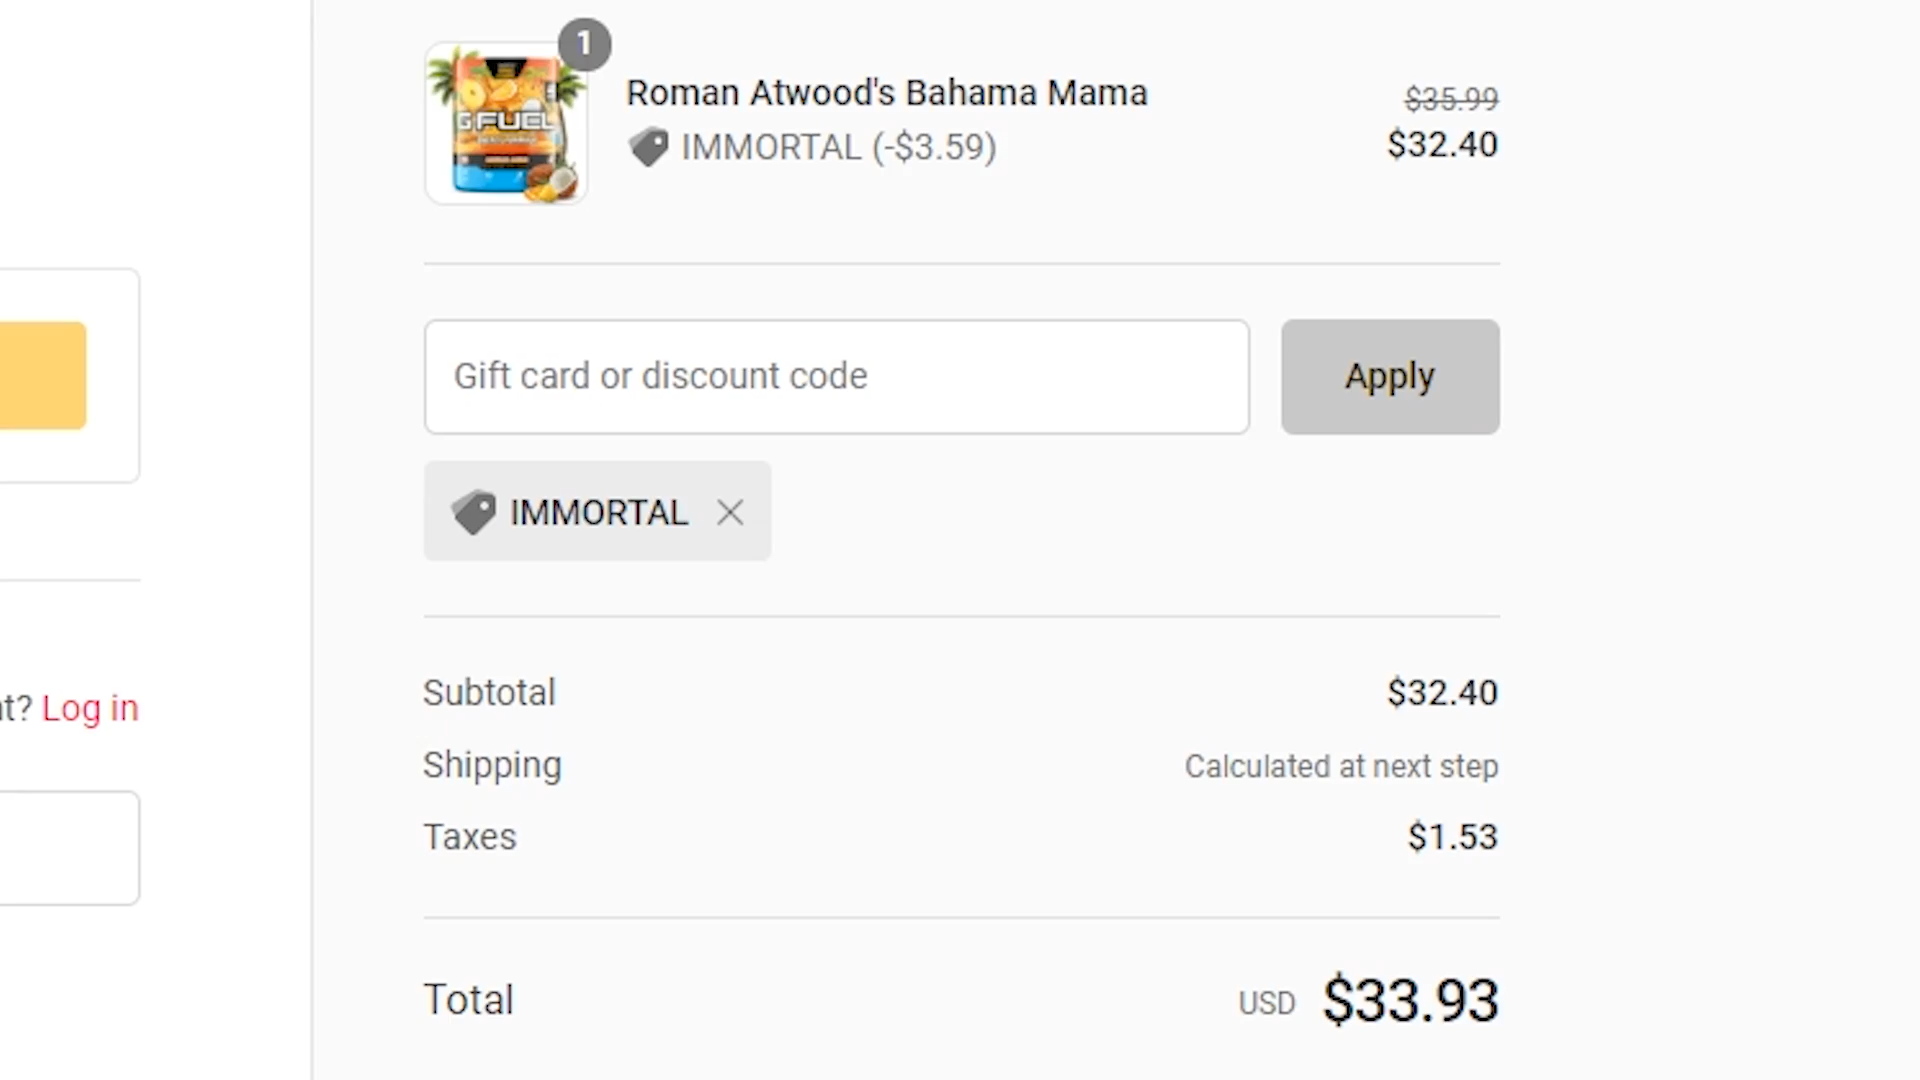 1
G FUEL
Roman Atwood's Bahama Mama
$35.99
IMMORTAL (-$3.59)
$32.40
Gift card or discount code
Apply
IMMORTAL
Subtotal
$32.40
t? Log in
Shipping
Calculated at next step
Taxes
$1.53
Total
USD $33.93